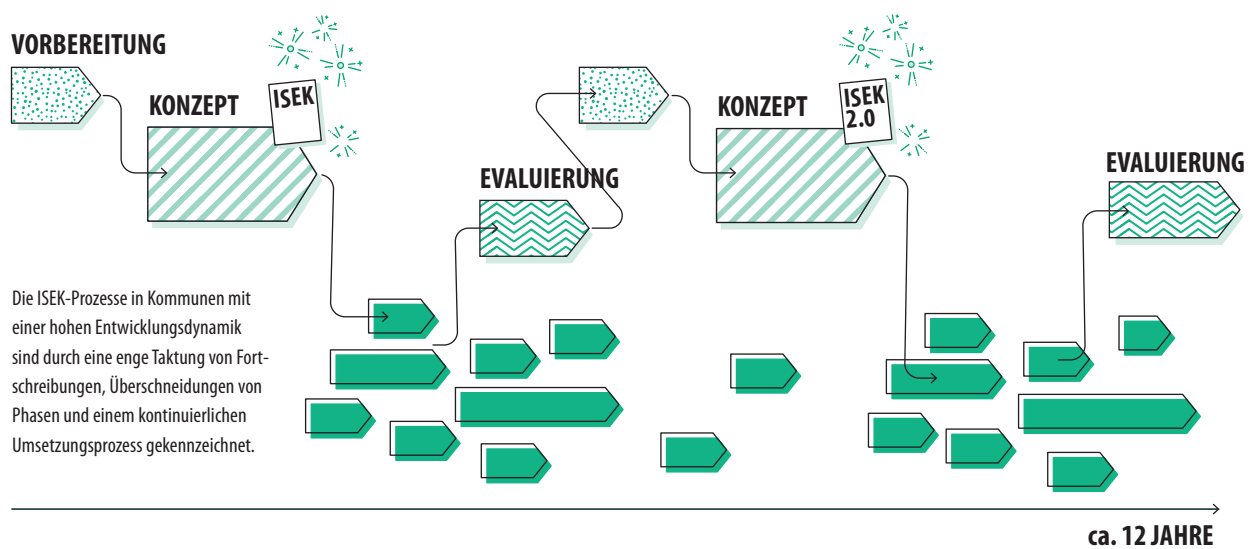 VORBEREITUNG
KONZEPT
ISEK
EVALUIERUNG
KONZEPT
ISEK
2.0
EVALUIERUNG
Die ISEK-Prozesse in Kommunen mit
einer hohen Entwicklungsdynamik
sind durch eine enge Taktung von Fort-
schreibungen, Überschneidungen von
Phasen und einem kontinuierlichen
Umsetzungsprozess gekennzeichnet.
ca. 12 JAHRE